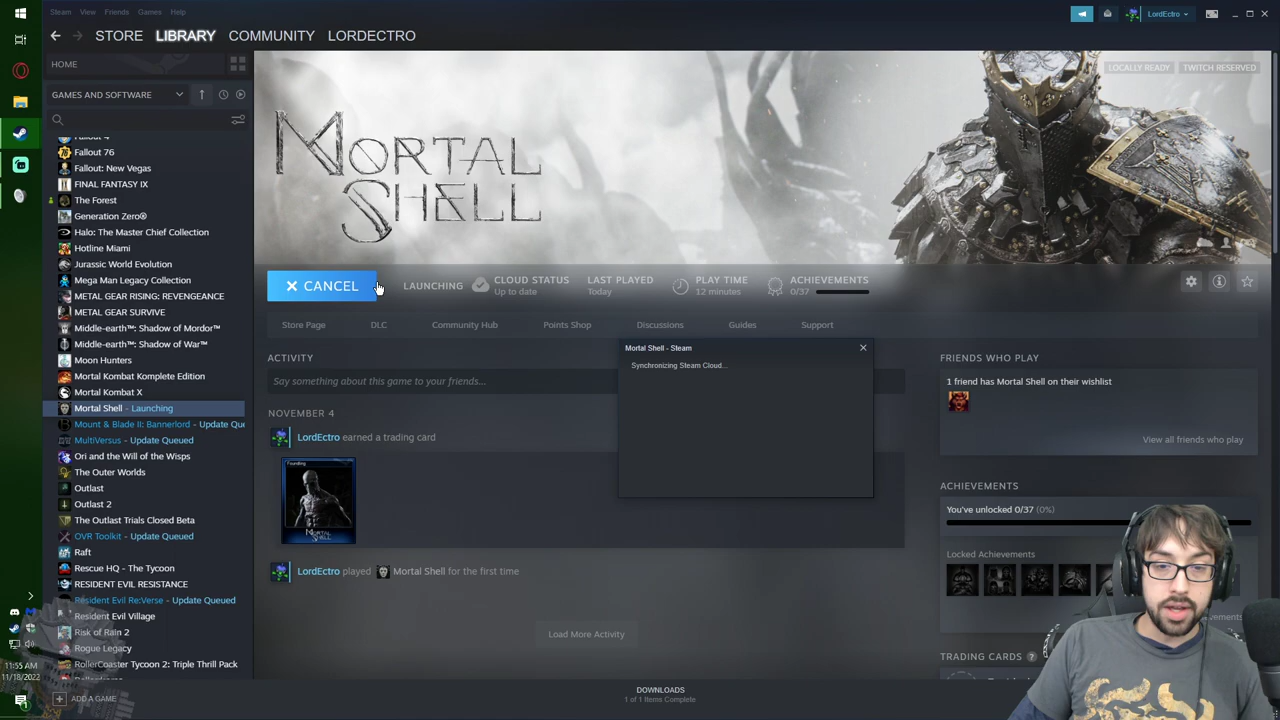 Steam View Friends Games Help
LordEctro
STORE LIBRARY COMMUNITY LORDECTRO
HOME
GAMES AND SOFTWARE
Fallout 4
Fallout 76
Fallout: New Vegas
FINAL FANTASY IX
The Forest
Generation Zero®
Halo: The Master Chief Collection
Hotline Miami
Jurassic World Evolution
Mega Man Legacy Collection
METAL GEAR RISING: REVENGEANCE
METAL GEAR SURVIVE
Middle-earth™: Shadow of Mordor™
Middle-earth™: Shadow of War™
Moon Hunters
Mortal Kombat Komplete Edition
Mortal Kombat X
Mortal Shell - Launching
Mount & Blade II: Bannerlord - Update Que
MultiVersus - Update Queued
Ori and the Will of the Wisps
The Outer Worlds
Outlast
Outlast 2
The Outlast Trials Closed Beta
OVR Toolkit - Update Queued
Raft
Rescue HQ - The Tycoon
RESIDENT EVIL RESISTANCE
Resident Evil Re:Verse - Update Queued
Resident Evil Village
Risk of Rain 2
Rogue Legacy
RollerCoaster Tycoon 2: Triple Thrill Pack
ADD A GAME
11:55 AM
11/18/2022
LOCALLY READY TWITCH RESERVED
MORTAL
SHELL
CANCEL
LAUNCHING
CLOUD STATUS
Up to date
LAST PLAYED
Today
PLAY TIME
12 minutes
ACHIEVEMENTS
0/37
Store Page DLC Community Hub Points Shop Discussions Guides Support
ACTIVITY
Say something about this game to your friends...
NOVEMBER 4
LordEctro earned a trading card
Foundling
MORTAL SHELL
LordEctro played Mortal Shell for the first time
Load More Activity
Mortal Shell - Steam
Synchronizing Steam Cloud...
FRIENDS WHO PLAY
1 friend has Mortal Shell on their wishlist
View all friends who play
ACHIEVEMENTS
You've unlocked 0/37 (0%)
Locked Achievements
TRADING CARDS ?
DOWNLOADS
1 of 1 Items Complete